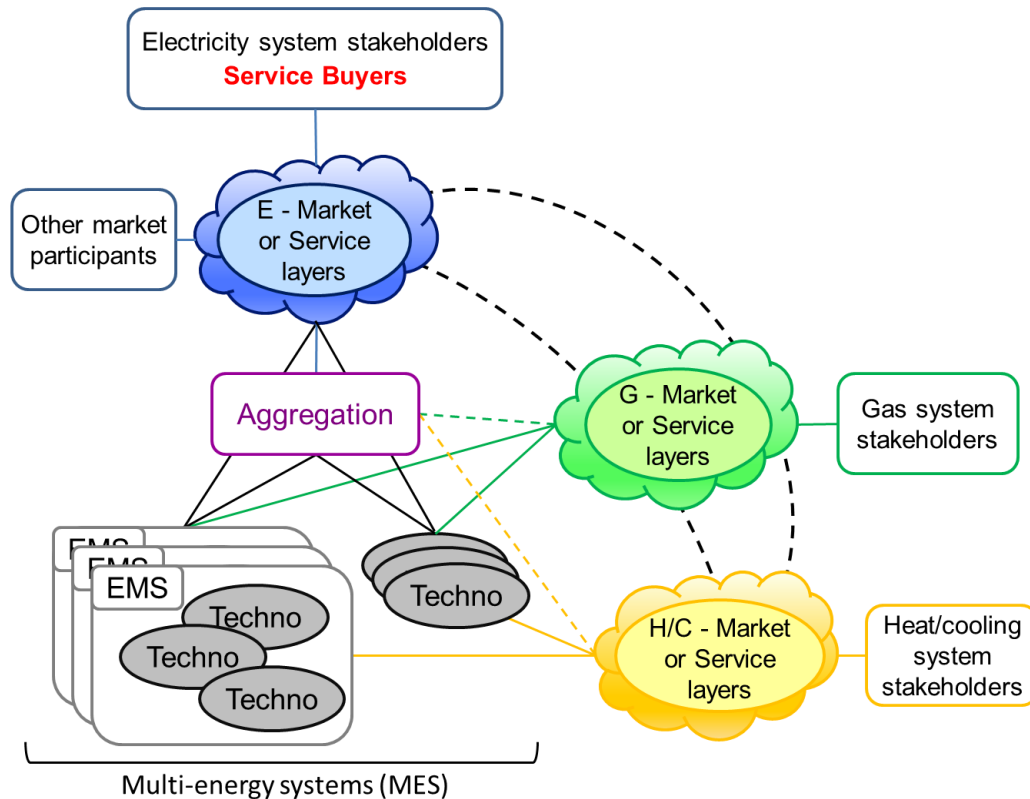 Electricity system stakeholders
Service Buyers
Other market
participants
E - Market
or Service
layers
Aggregation
G - Market
or Service
layers
Gas system
stakeholders
EMS
EMS
EMS
Techno
Techno
Techno
Techno
H/C - Market
or Service
layers
Heat/cooling
system
stakeholders
Multi-energy systems (MES)